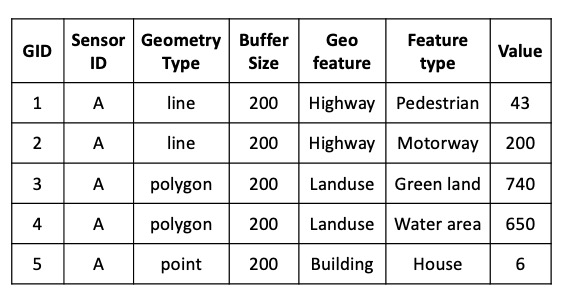 GID Sensor ID Geometry Type Buffer Size Geo feature Feature type Value
1 A line 200 Highway Pedestrian 43
2 A line 200 Highway Motorway 200
3 A polygon 200 Landuse Green land 740
4 A polygon 200 Landuse Water area 650
5 A point 200 Building House 6